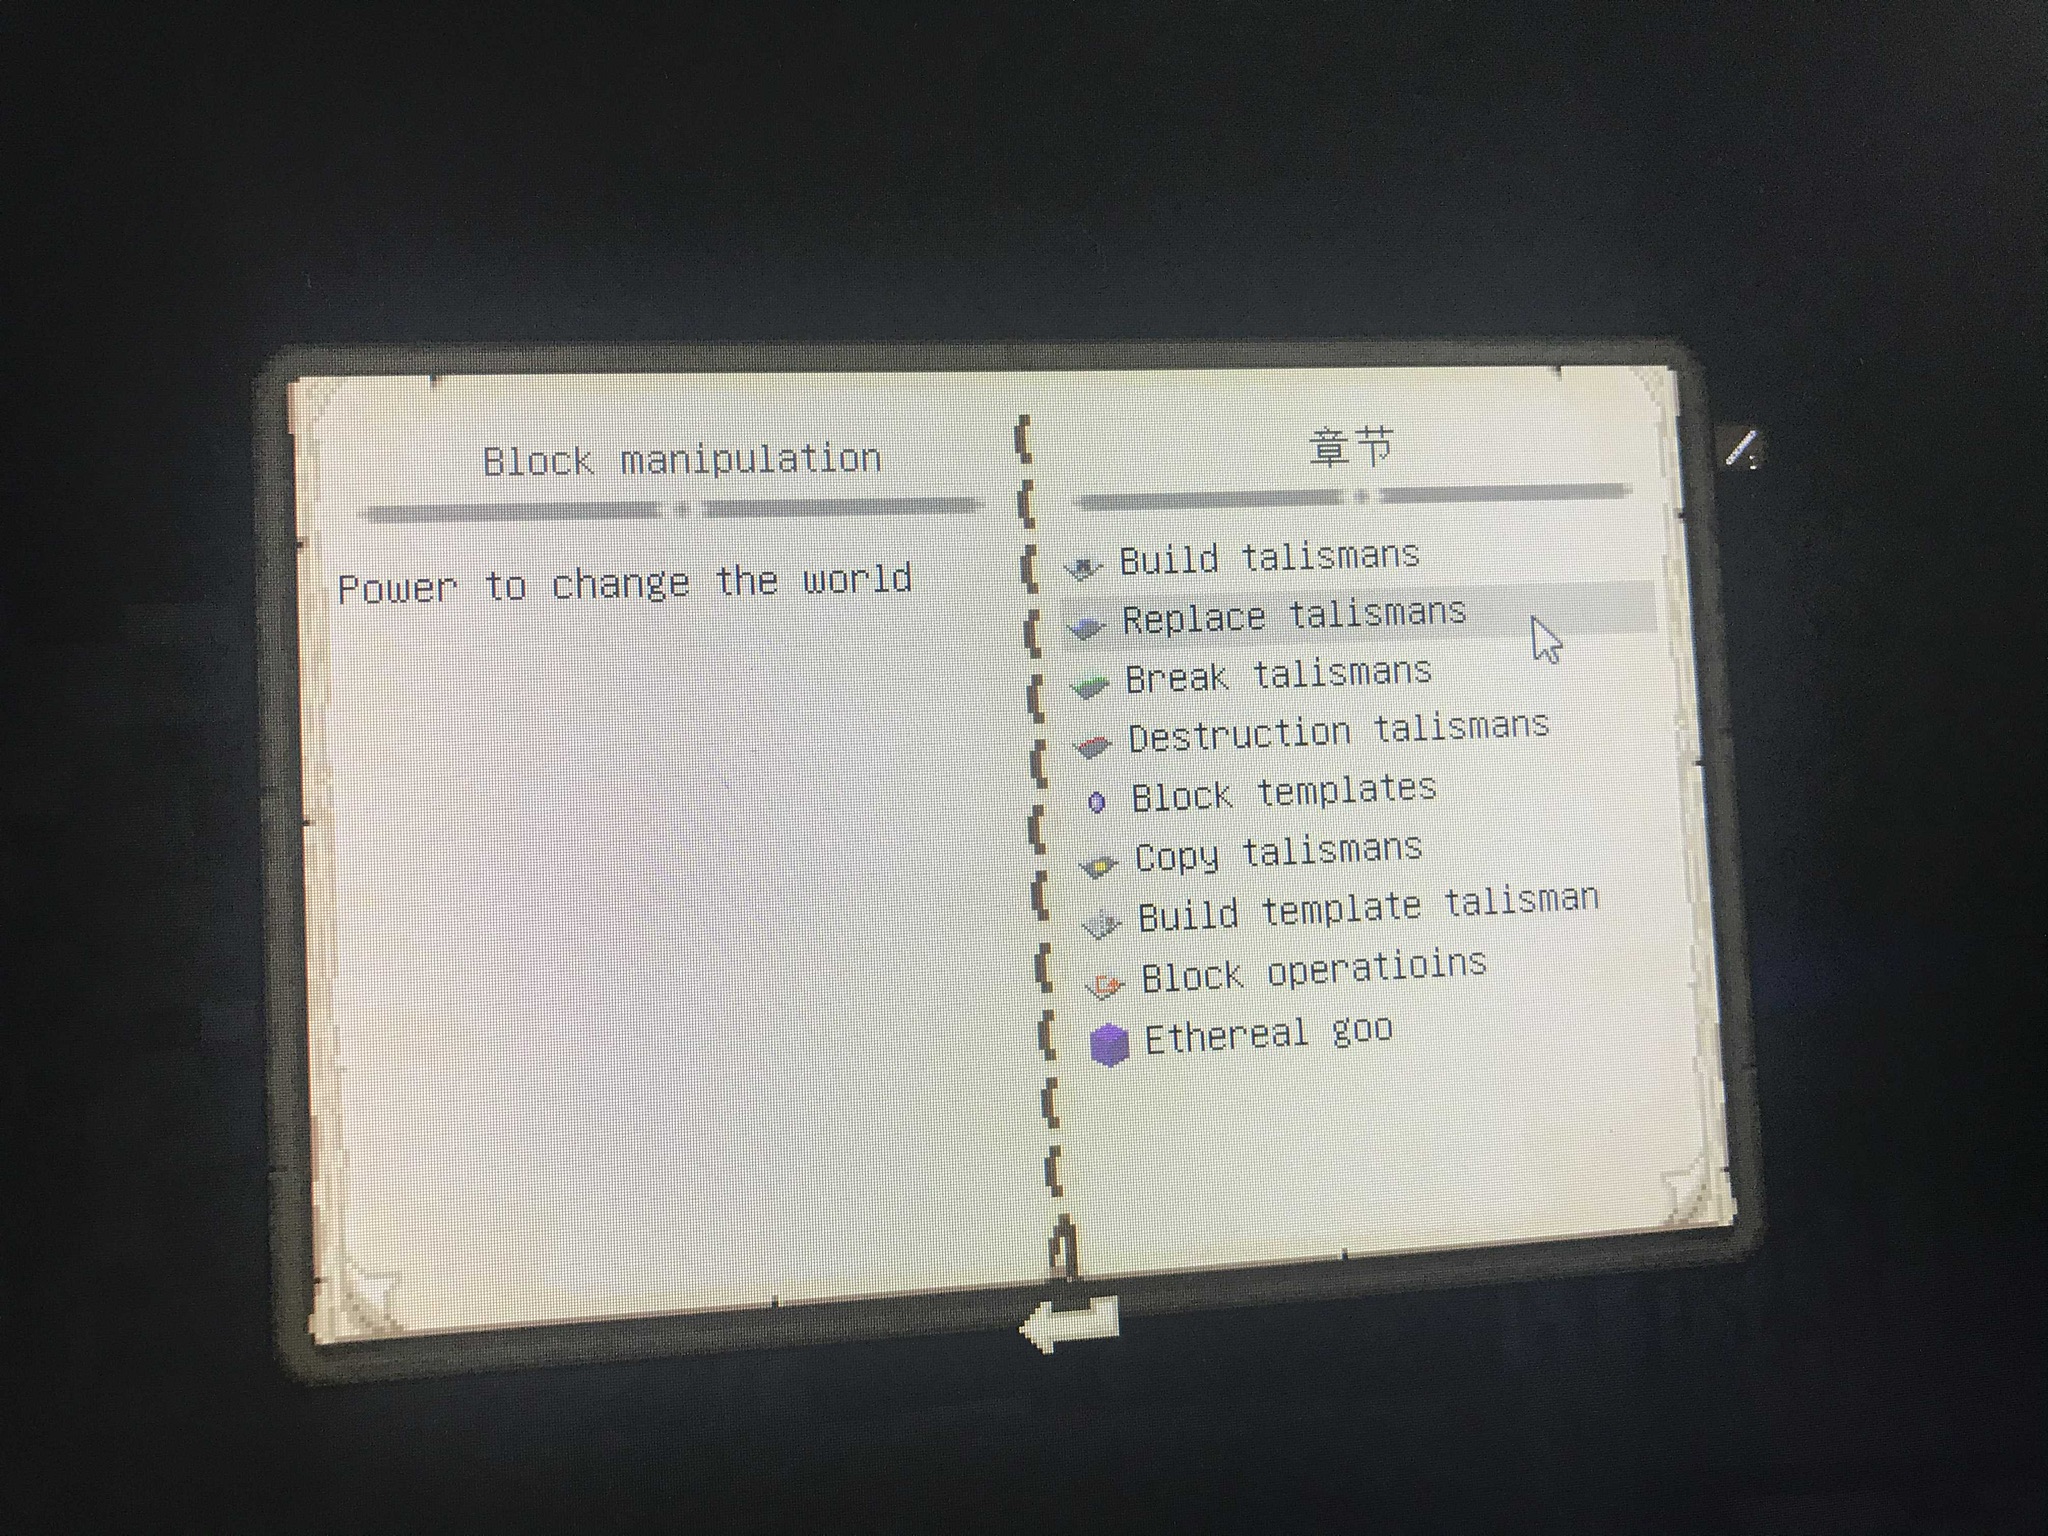 Block manipulation
Power to change the world
章节
Build talismans
Replace talismans
Break talismans
Destruction talismans
Block templates
Copy talismans
Build template talisman
Block operatioins
Ethereal goo